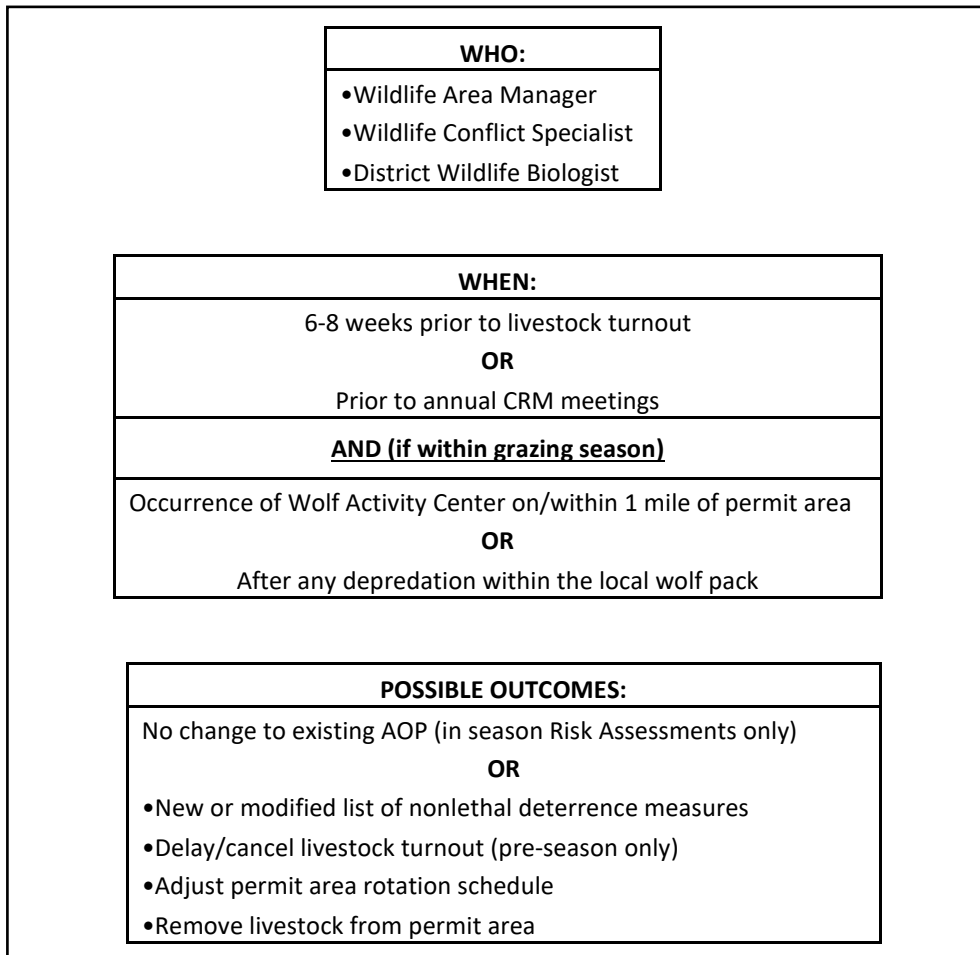 WHO:
•Wildlife Area Manager
•Wildlife Conflict Specialist
•District Wildlife Biologist
WHEN:
6-8 weeks prior to livestock turnout
OR
Prior to annual CRM meetings
AND (if within grazing season)
Occurrence of Wolf Activity Center on/within 1 mile of permit area
OR
After any depredation within the local wolf pack
POSSIBLE OUTCOMES:
No change to existing AOP (in season Risk Assessments only)
OR
•New or modified list of nonlethal deterrence measures
•Delay/cancel livestock turnout (pre-season only)
•Adjust permit area rotation schedule
•Remove livestock from permit area